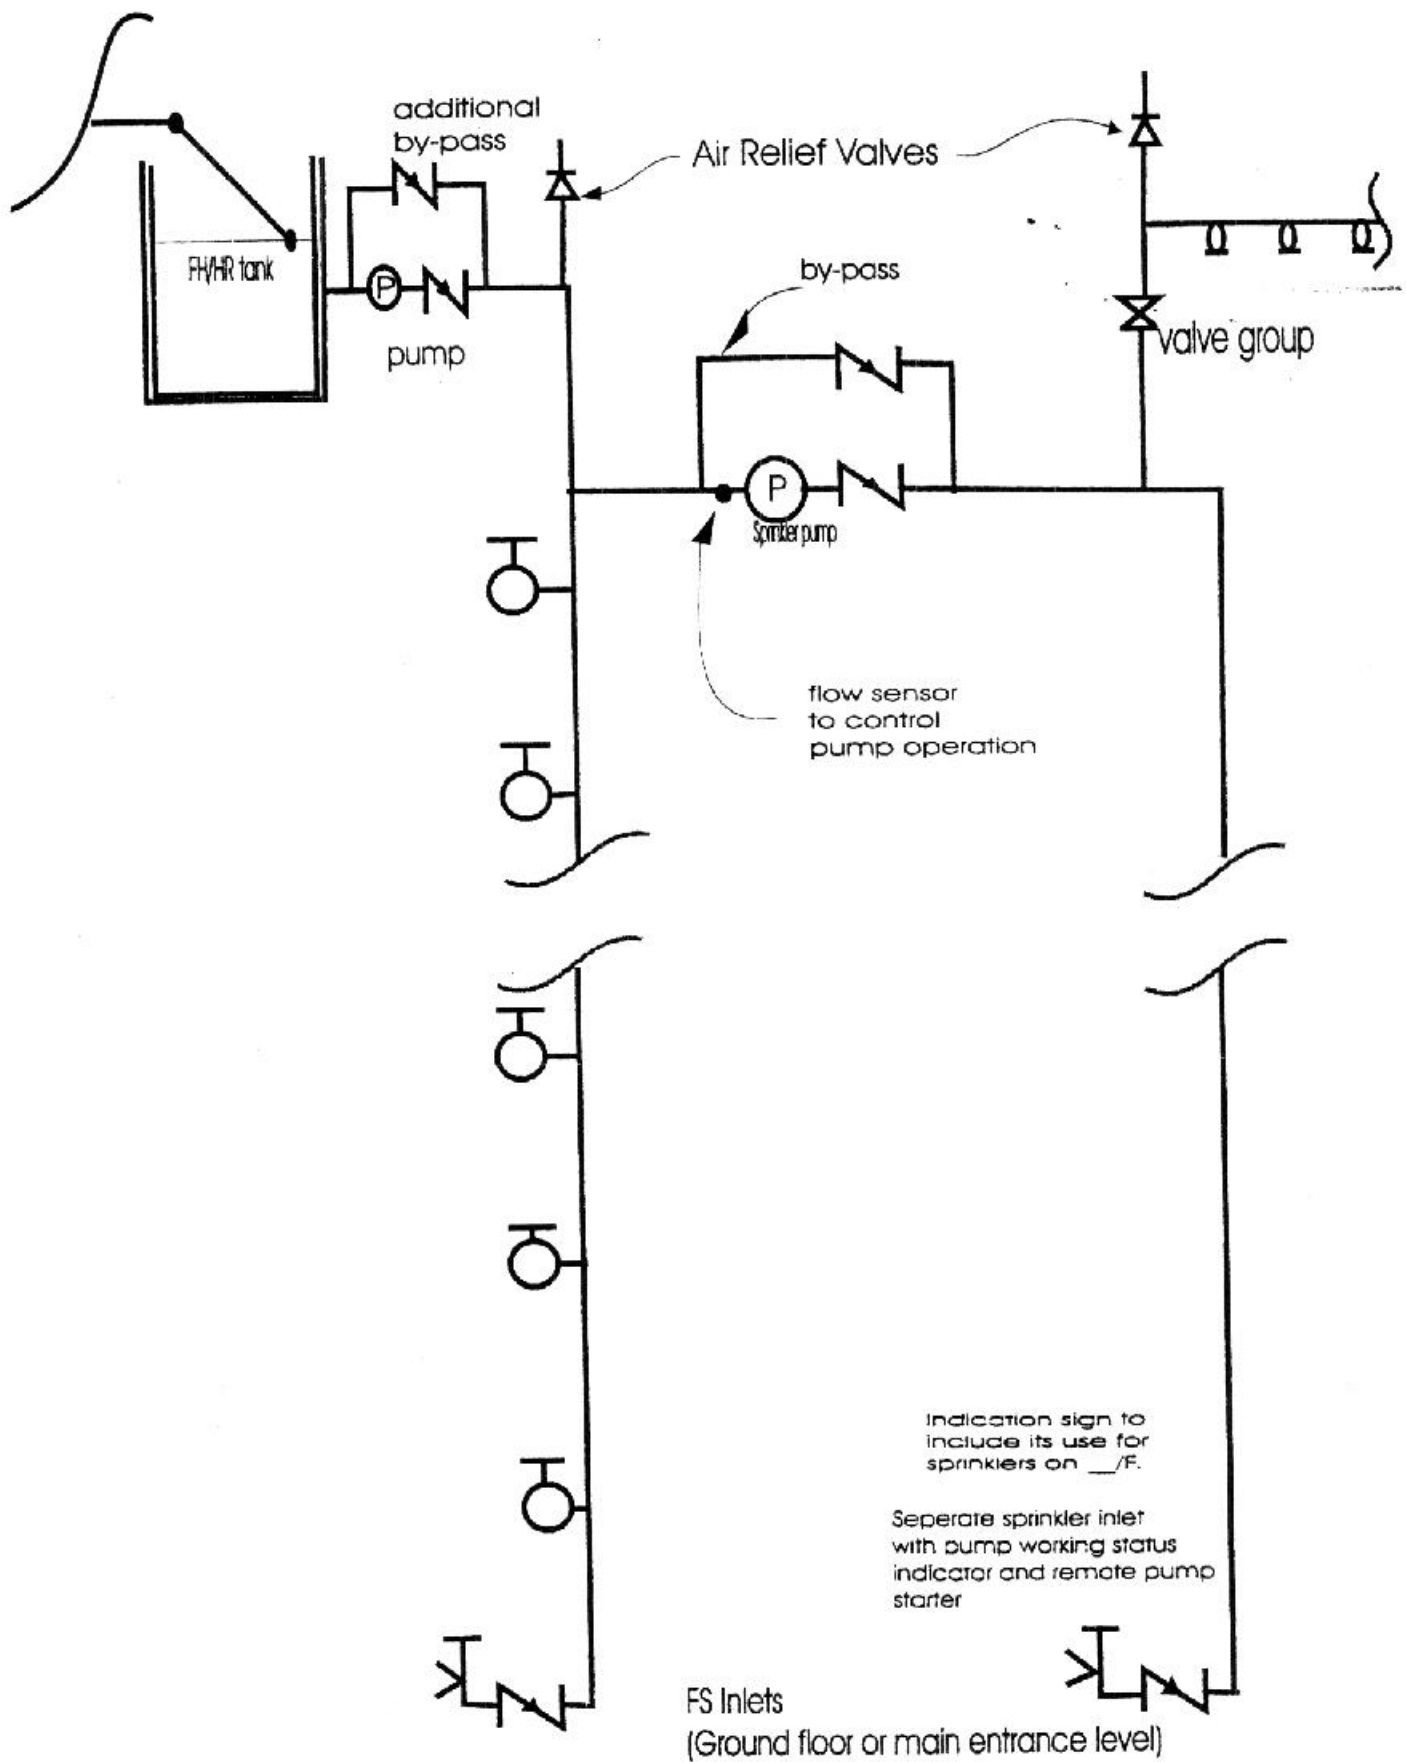 additional
by-pass
Air Relief Valves
FH/HR tank
P
pump
by-pass
valve group
P
Sprinkler pump
flow sensor
to control
pump operation
Indication sign to
include its use for
sprinklers on __/F.
Seperate sprinkler inlet
with pump working status
indicator and remote pump
starter
FS Inlets
(Ground floor or main entrance level)